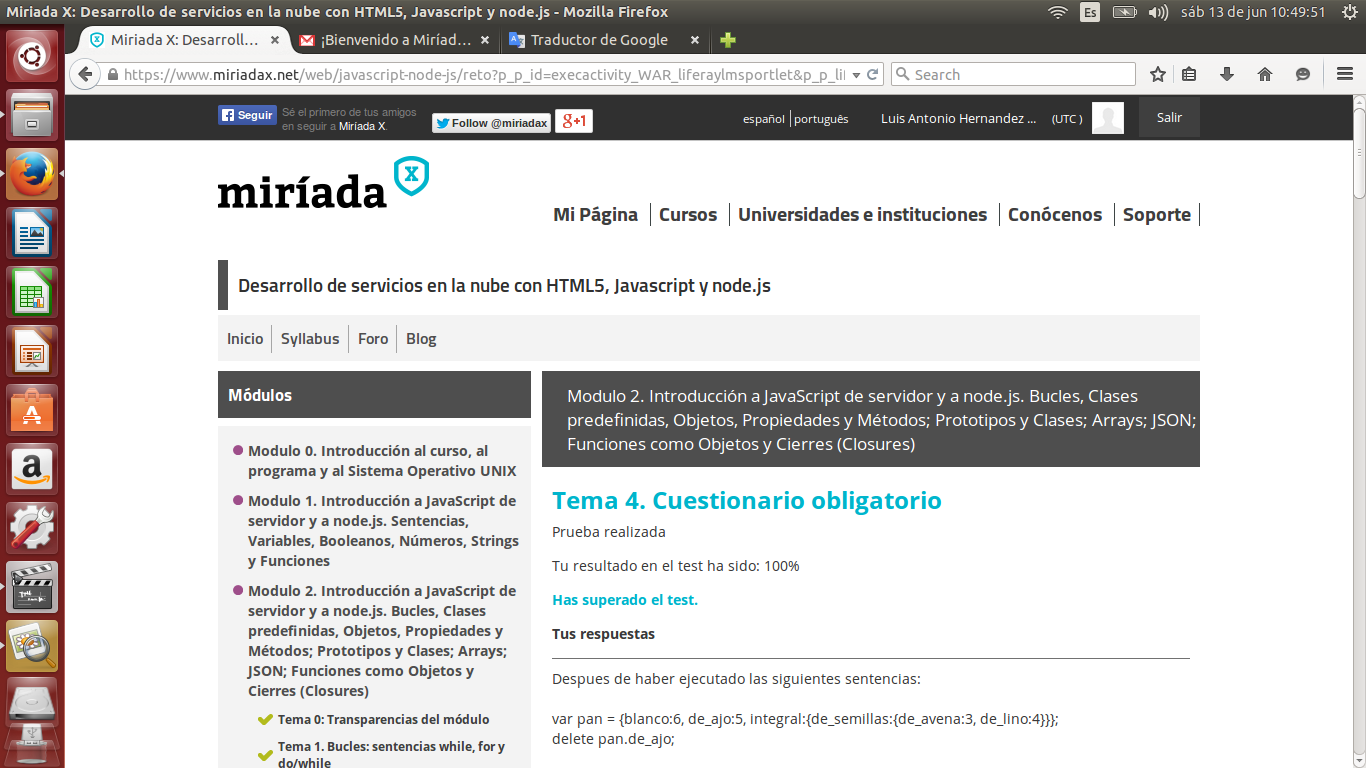 Miriada X: Desarrollo de servicios en la nube con HTML5, Javascript y node.js - Mozilla Firefox
Es
sáb 13 de jun 10:49:51
Miriada X: Desarroll...
¡Bienvenido a Miríad...
Traductor de Google
https://www.miriadax.net/web/javascript-node-js/reto?p_p_id=execactivity_WAR_liferaylmsportlet&p_p_li
Search
Seguir
Sé el primero de tus amigos
en seguir a Miríada X.
Follow @miriadax
g+1
español
português
Luis Antonio Hernandez ...
(UTC )
Salir
miríada X
Mi Página
Cursos
Universidades e instituciones
Conócenos
Soporte
Desarrollo de servicios en la nube con HTML5, Javascript y node.js
Inicio
Syllabus
Foro
Blog
Módulos
Modulo 0. Introducción al curso, al
programa y al Sistema Operativo UNIX
Modulo 1. Introducción a JavaScript de
servidor y a node.js. Sentencias,
Variables, Booleanos, Números, Strings
y Funciones
Modulo 2. Introducción a JavaScript de
servidor y a node.js. Bucles, Clases
predefinidas, Objetos, Propiedades y
Métodos; Prototipos y Clases; Arrays;
JSON; Funciones como Objetos y
Cierres (Closures)
Tema 0: Transparencias del módulo
Tema 1. Bucles: sentencias while, for y
do/while
Modulo 2. Introducción a JavaScript de servidor y a node.js. Bucles, Clases
predefinidas, Objetos, Propiedades y Métodos; Prototipos y Clases; Arrays; JSON;
Funciones como Objetos y Cierres (Closures)
Tema 4. Cuestionario obligatorio
Prueba realizada
Tu resultado en el test ha sido: 100%
Has superado el test.
Tus respuestas
Despues de haber ejecutado las siguientes sentencias:
var pan = {blanco:6, de_ajo:5, integral:{de_semillas:{de_avena:3, de_lino:4}}};
delete pan.de_ajo;